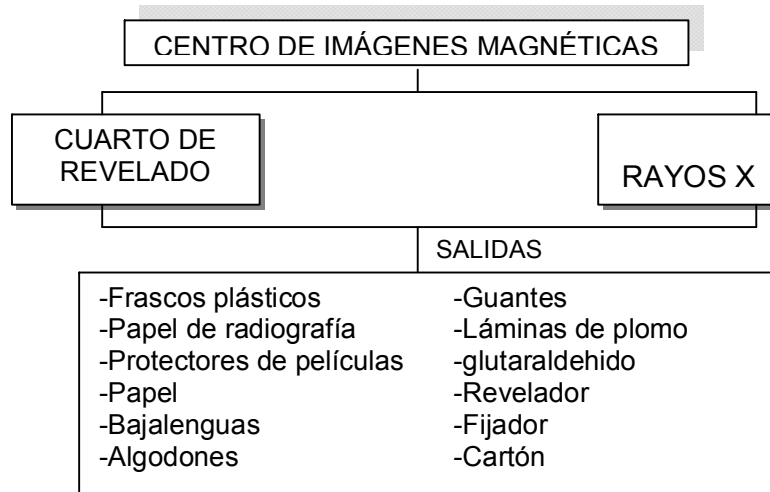 CENTRO DE IMÁGENES MAGNÉTICAS
CUARTO DE
REVELADO
RAYOS X
SALIDAS
-Frascos plásticos
-Papel de radiografía
-Protectores de películas
-Papel
-Bajalenguas
-Algodones
-Guantes
-Láminas de plomo
-glutaraldehido
-Revelador
-Fijador
-Cartón